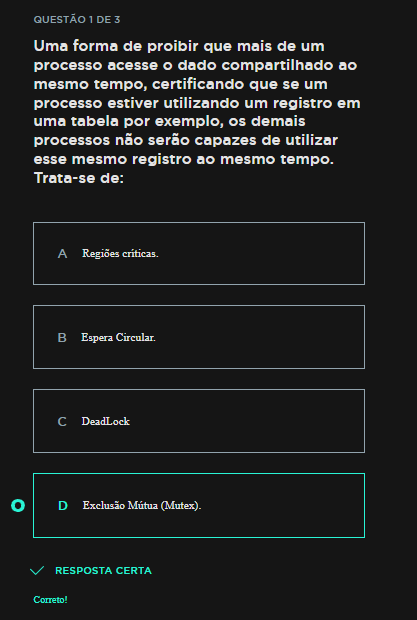 QUESTÃO 1 DE 3
Uma forma de proibir que mais de um
processo acesse o dado compartilhado ao
mesmo tempo, certificando que se um
processo estiver utilizando um registro em
uma tabela por exemplo, os demais
processos não serão capazes de utilizar
esse mesmo registro ao mesmo tempo.
Trata-se de:
A Regiões críticas.
B Espera Circular.
C DeadLock
D Exclusão Mútua (Mutex).
RESPOSTA CERTA
Correto!